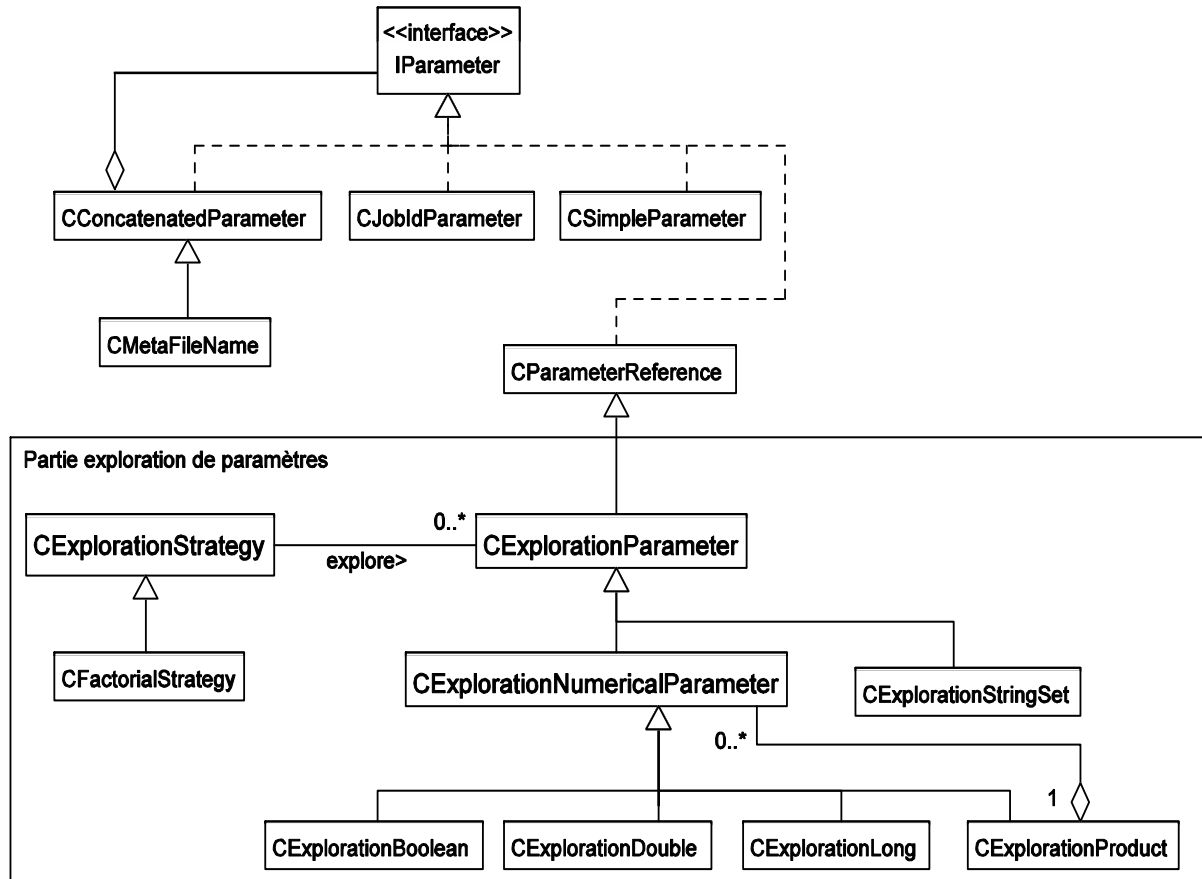 <<interface>>
IParameter
CConcatenatedParameter
CJobIdParameter
CSimpleParameter
CMetaFileName
CParameterReference
Partie exploration de paramètres
CExplorationStrategy
0..*
explore>
CExplorationParameter
CFactorialStrategy
CExplorationNumericalParameter
CExplorationStringSet
0..*
1
CExplorationBoolean
CExplorationDouble
CExplorationLong
CExplorationProduct